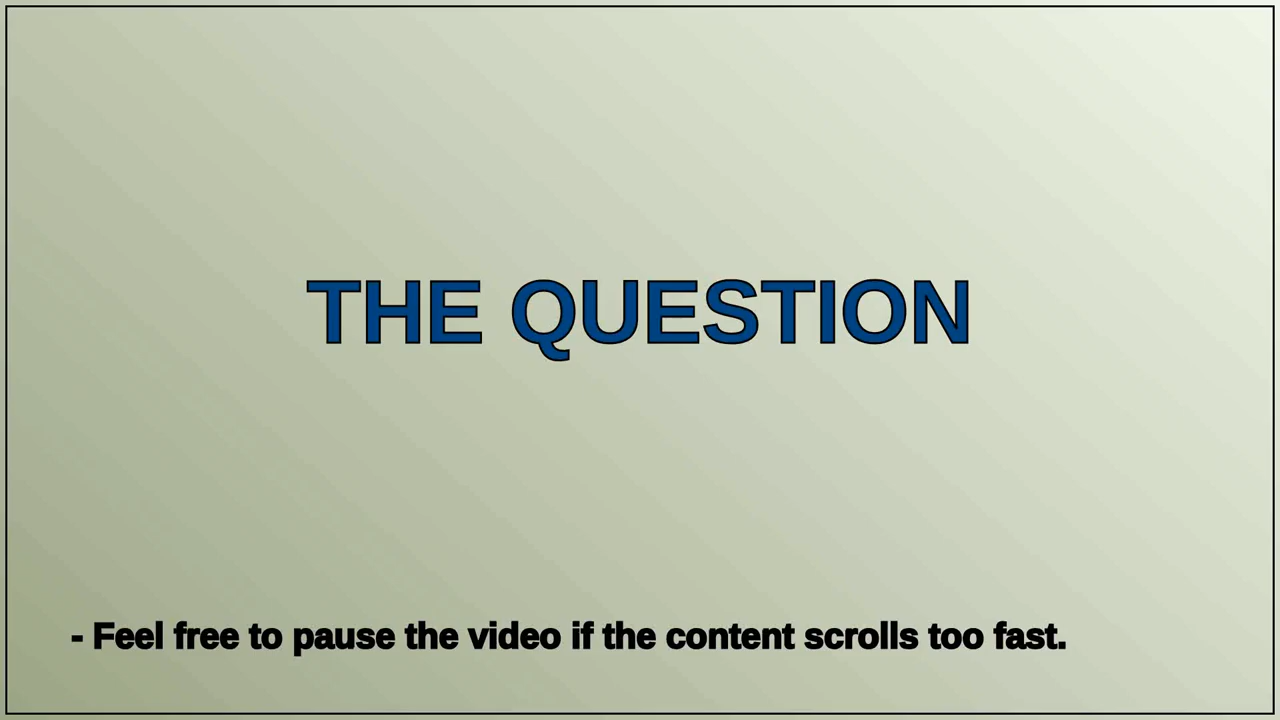 THE QUESTION
- Feel free to pause the video if the content scrolls too fast.